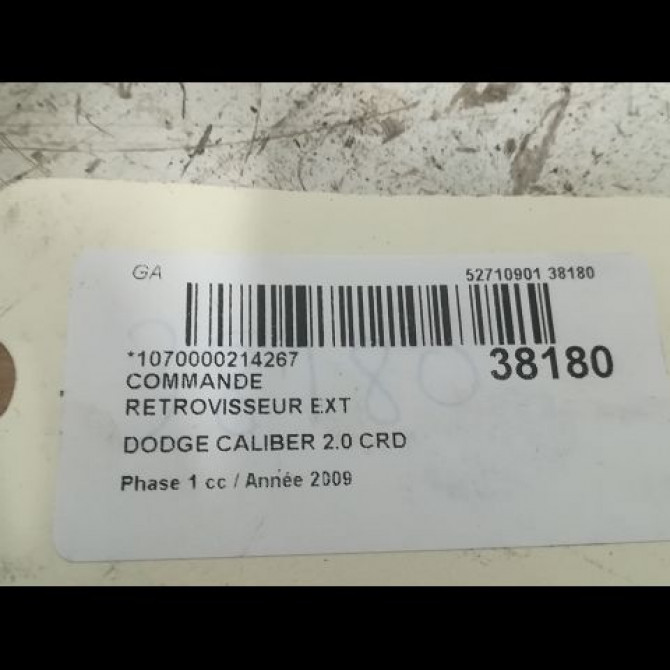 GA 52710901 38180
*1070000214267 38180
COMMANDE
RETROVISSEUR EXT
DODGE CALIBER 2.0 CRD
Phase 1 cc / Année 2009